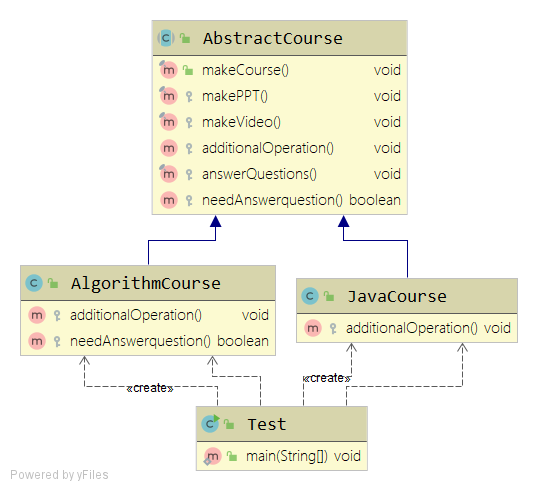 AbstractCourse
makeCourse() void
makePPT() void
makeVideo() void
additionalOperation() void
answerQuestions() void
needAnswerquestion() boolean
AlgorithmCourse
additionalOperation() void
needAnswerquestion() boolean
JavaCourse
additionalOperation() void
«create»
«create»
Test
main(String[]) void
Powered by yFiles